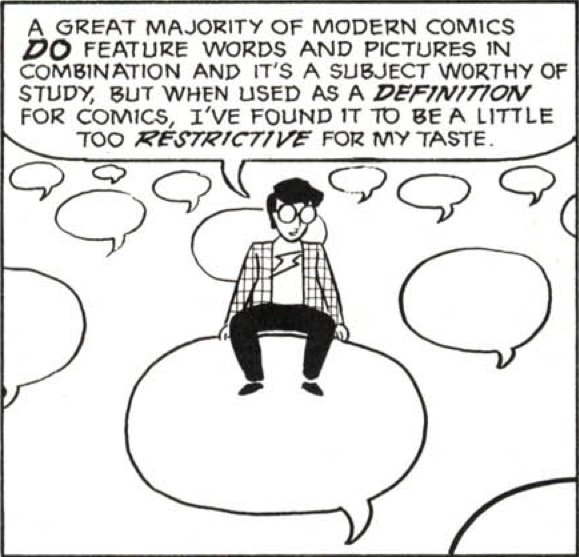 A GREAT MAJORITY OF MODERN COMICS
DO FEATURE WORDS AND PICTURES IN
COMBINATION AND IT'S A SUBJECT WORTHY OF
STUDY, BUT WHEN USED AS A DEFINITION
FOR COMICS, I'VE FOUND IT TO BE A LITTLE
TOO RESTRICTIVE FOR MY TASTE.